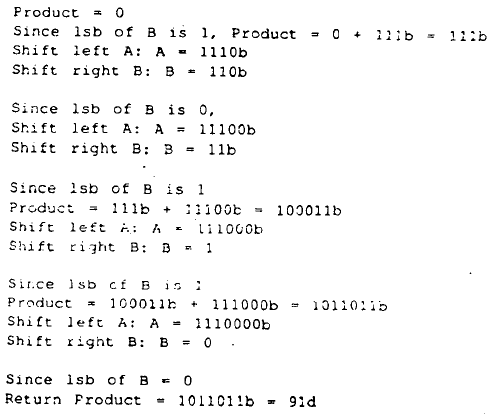 Product = 0
Since lsb of B is 1, Product = 0 + 111b = 111b
Shift left A: A = 1110b
Shift right B: B = 110b
Since lsb of B is 0,
Shift left A: A = 11100b
Shift right B: B = 11b
Since lsb of B is 1
Product = 111b + 11100b = 100011b
Shift left A: A = 111000b
Shift right B: B = 1
Since lsb of B is 1
Product = 100011b + 111000b = 1011011b
Shift left A: A = 1110000b
Shift right B: B = 0
Since lsb of B = 0
Return Product = 1011011b = 91d